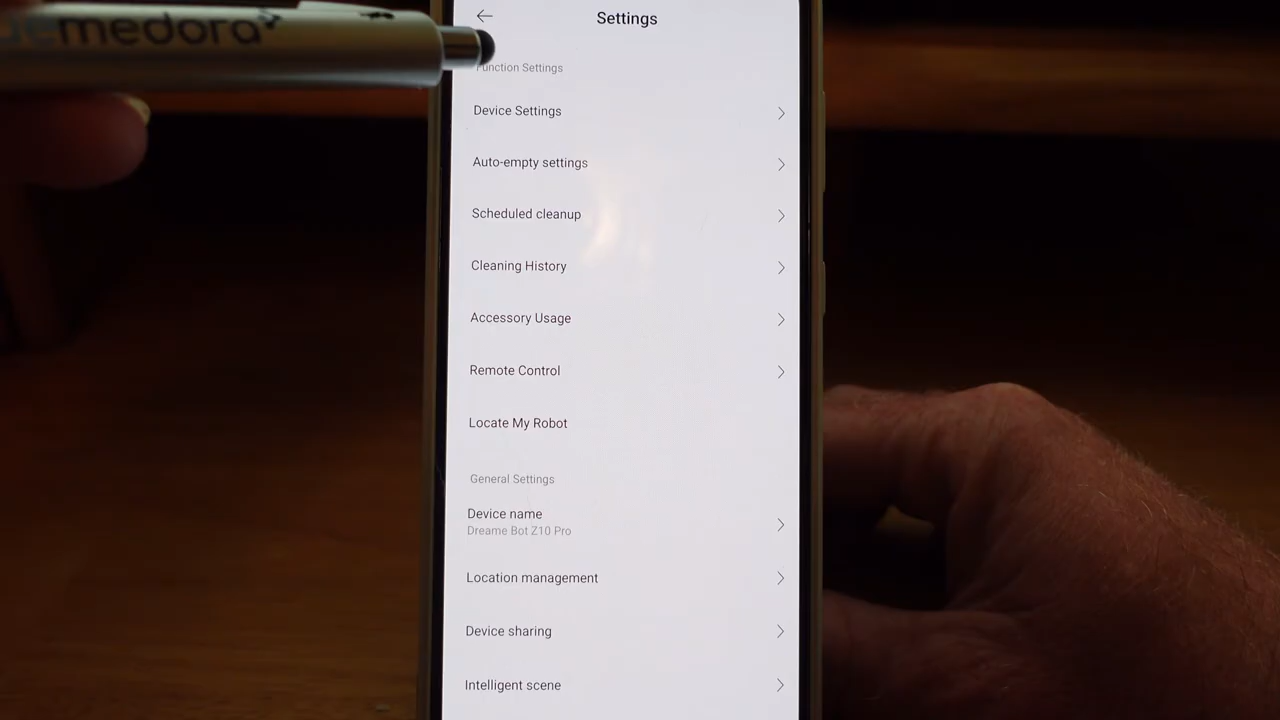 medora
Settings
Function Settings
Device Settings
Auto-empty settings
Scheduled cleanup
Cleaning History
Accessory Usage
Remote Control
Locate My Robot
General Settings
Device name
Dreame Bot Z10 Pro
Location management
Device sharing
Intelligent scene